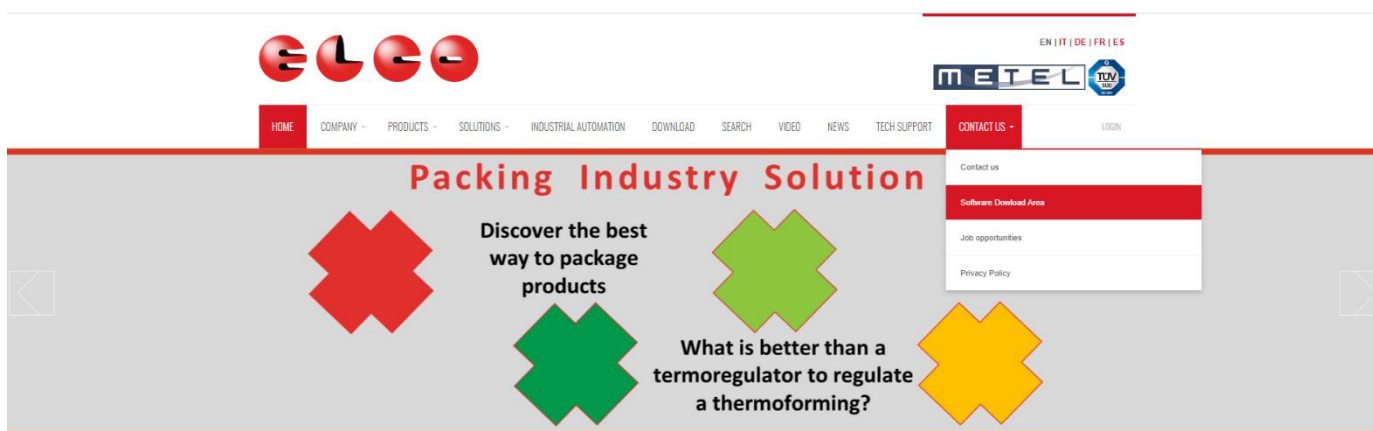 ELCO
EN | IT | DE | FR | ES
METEL
TÜV
SUD
HOME
COMPANY
PRODUCTS
SOLUTIONS
INDUSTRIAL AUTOMATION
DOWNLOAD
SEARCH
VIDEO
NEWS
TECH SUPPORT
CONTACT US
LOGIN
Contact us
Software Dowload Area
Job opportunities
Privacy Policy
Packing Industry Solution
Discover the best
way to package
products
What is better than a
termoregulator to regulate
a thermoforming?